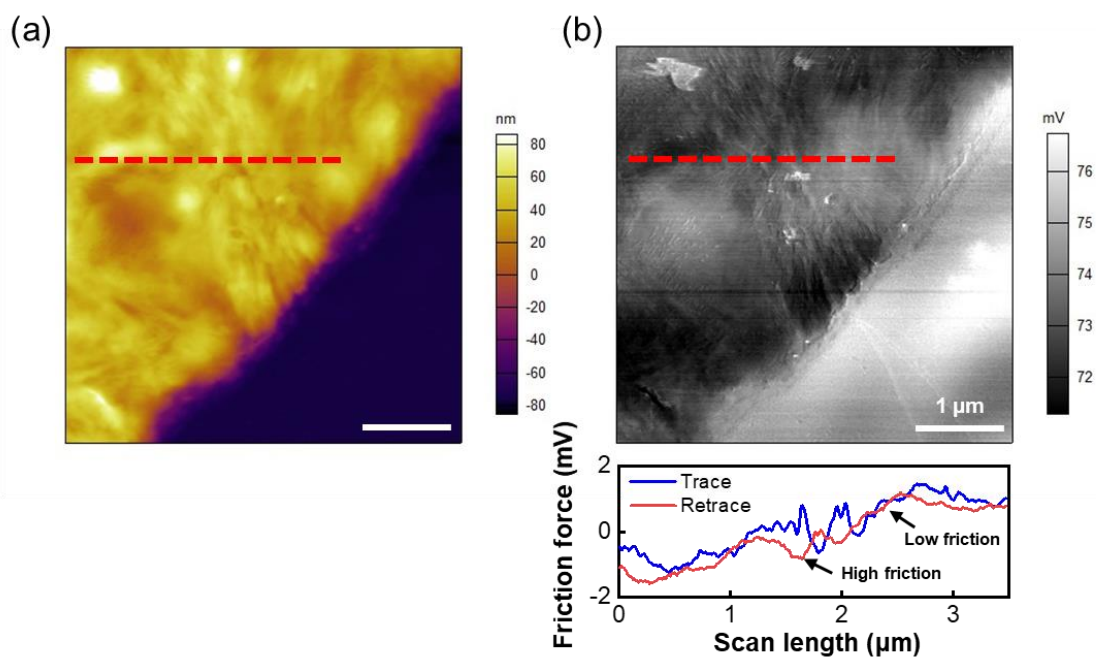 (a)
nm
80
60
40
20
0
-20
-40
-60
-80
(b)
mV
76
75
74
73
72
1 µm
Friction force (mV)
2
0
-2
Trace
Retrace
Low friction
High friction
0
1
2
3
Scan length (µm)